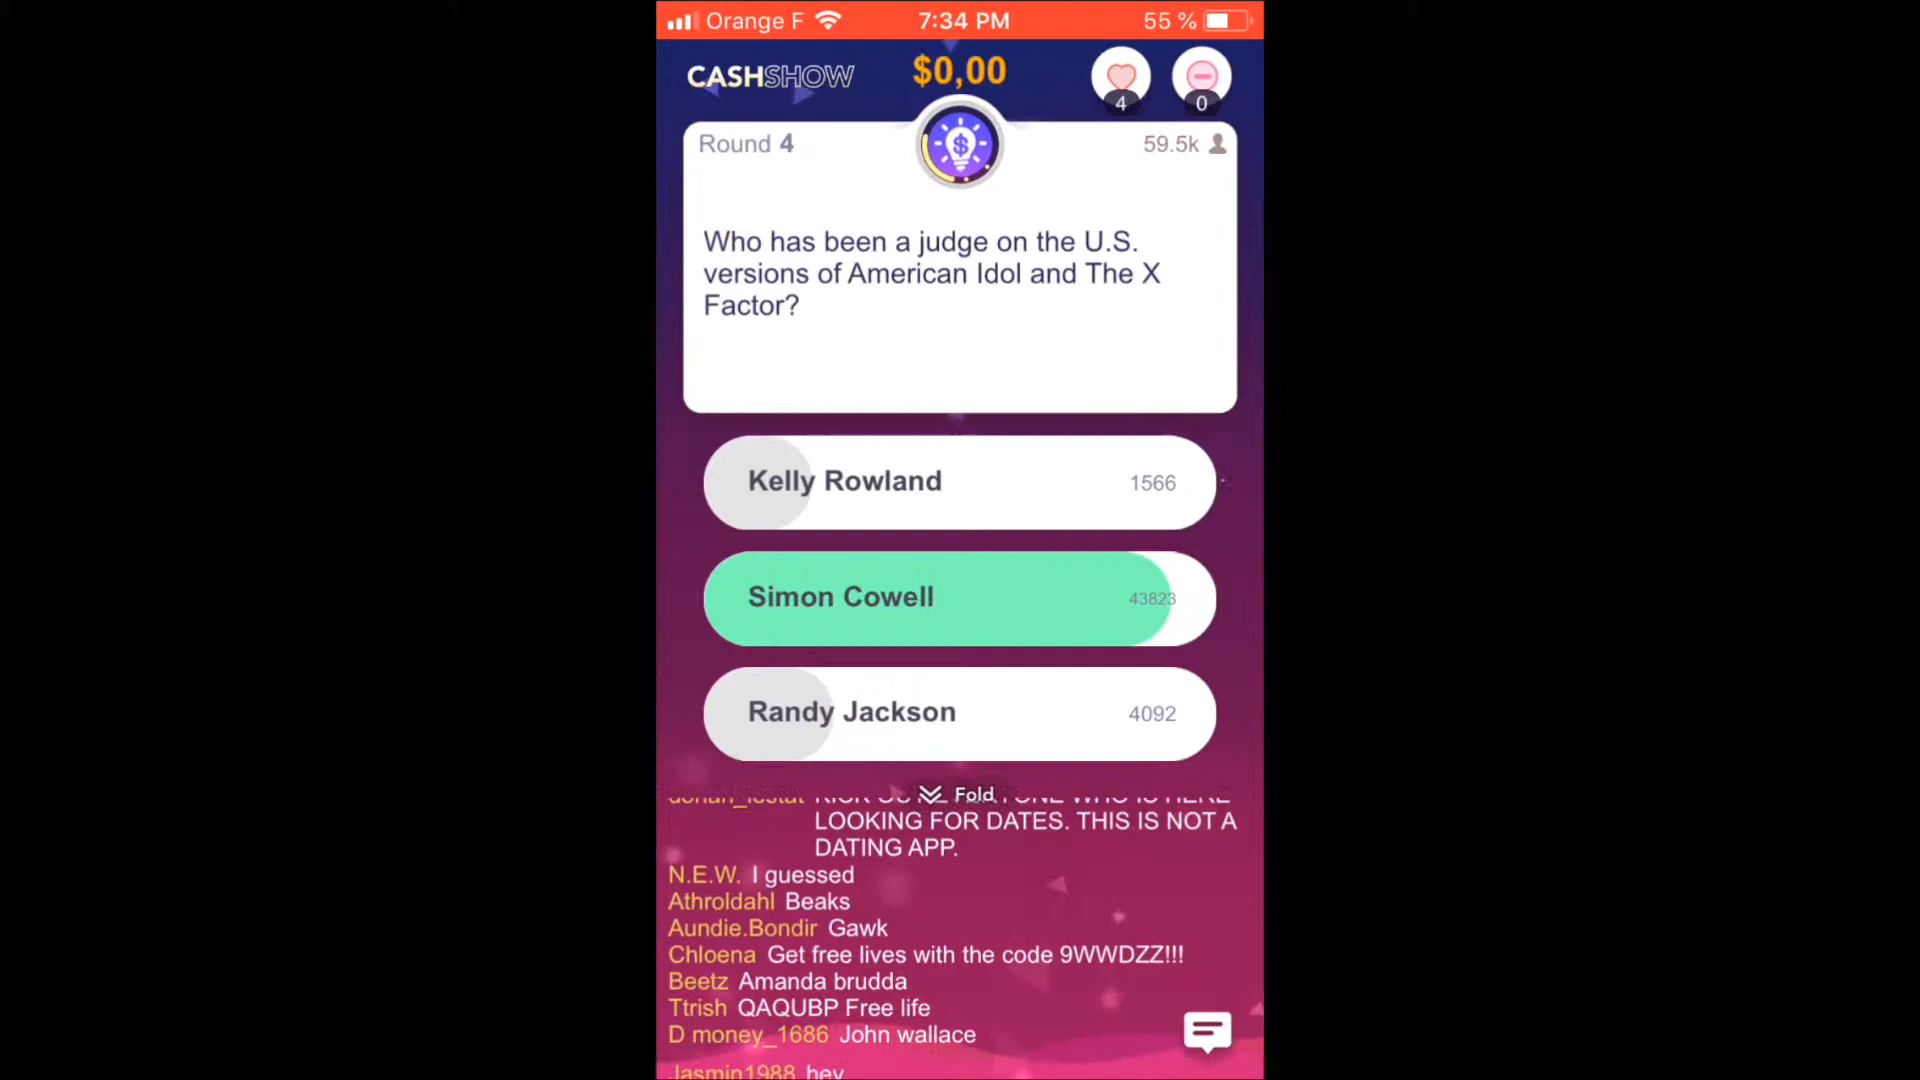 Orange F 7:34 PM 55 %
CASHSHOW $0,00
4 0
Round 4 59.5k
Who has been a judge on the U.S.
versions of American Idol and The X
Factor?
Kelly Rowland 1566
Simon Cowell 43823
Randy Jackson 4092
Fold
LOOKING FOR DATES. THIS IS NOT A
DATING APP.
N.E.W. I guessed
Athroldahl Beaks
Aundie.Bondir Gawk
Chloena Get free lives with the code 9WWDZZ!!!
Beetz Amanda brudda
Ttrish QAQUBP Free life
D money_1686 John wallace
Jasmin1988 hey